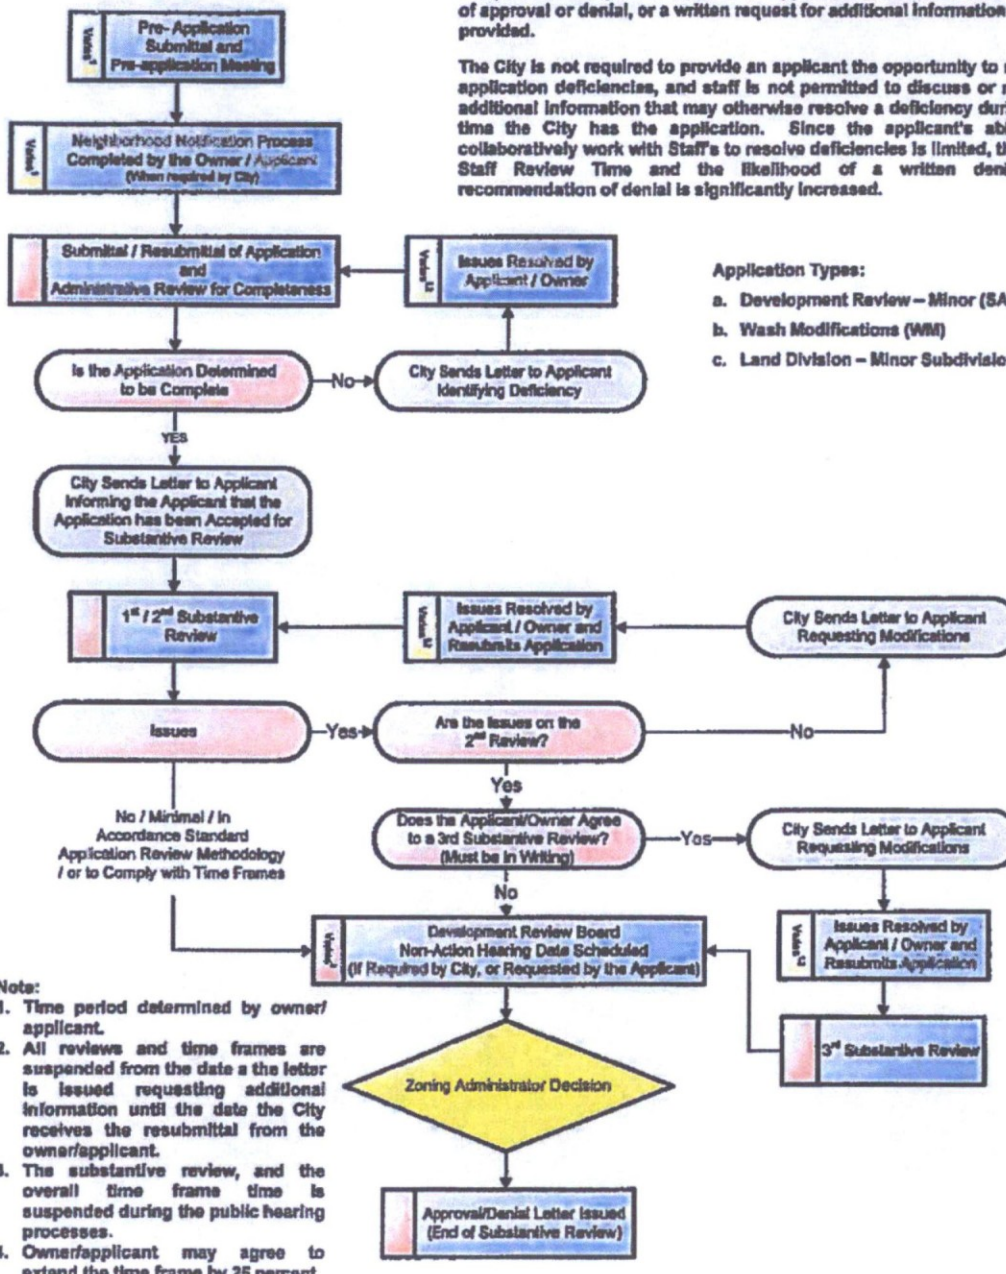 of approval or denial, or a written request for additional information
provided.
The City is not required to provide an applicant the opportunity to
application deficiencies, and staff is not permitted to discuss or
additional information that may otherwise resolve a deficiency
time the City has the application. Since the applicant's
collaboratively work with Staff's to resolve deficiencies is limited,
Staff Review Time and the likelihood of a written
recommendation of denial is significantly increased.
Application Types:
a. Development Review – Minor (SA
b. Wash Modifications (WM)
c. Land Division – Minor
Varies
Pre- Application
Submittal and
Pre-application Meeting
Varies
Neighborhood Notification Process
Completed by the Owner / Applicant
(When required by City)
Submittal / Resubmittal of Application
and
Administrative Review for Completeness
Varies
Issues Resolved by
Applicant / Owner
Is the Application Determined
to be Complete
No
City Sends Letter to Applicant
Identifying Deficiency
YES
City Sends Letter to Applicant
Informing the Applicant that the
Application has been Accepted for
Substantive Review
1st / 2nd Substantive
Review
Varies
Issues Resolved by
Applicant / Owner and
Resubmits Application
City Sends Letter to Applicant
Requesting Modifications
Issues
Yes
Are the Issues on the
2nd Review?
No
Yes
No / Minimal / In
Accordance Standard
Application Review Methodology
/ or to Comply with Time Frames
Does the Applicant/Owner Agree
to a 3rd Substantive Review?
(Must be in Writing)
Yes
City Sends Letter to Applicant
Requesting Modifications
No
Varies
Development Review Board
Non-Action Hearing Date Scheduled
(If Required by City, or Requested by the Applicant)
Varies
Issues Resolved by
Applicant / Owner and
Resubmits Application
3rd Substantive Review
Zoning Administrator Decision
Approval/Denial Letter Issued
(End of Substantive Review)
Note:
1. Time period determined by owner/
applicant.
2. All reviews and time frames are
suspended from the date a the letter
is issued requesting additional
information until the date the City
receives the resubmittal from the
owner/applicant.
3. The substantive review, and the
overall time frame time is
suspended during the public hearing
processes.
4. Owner/applicant may agree to
extend the time frame by 25 percent